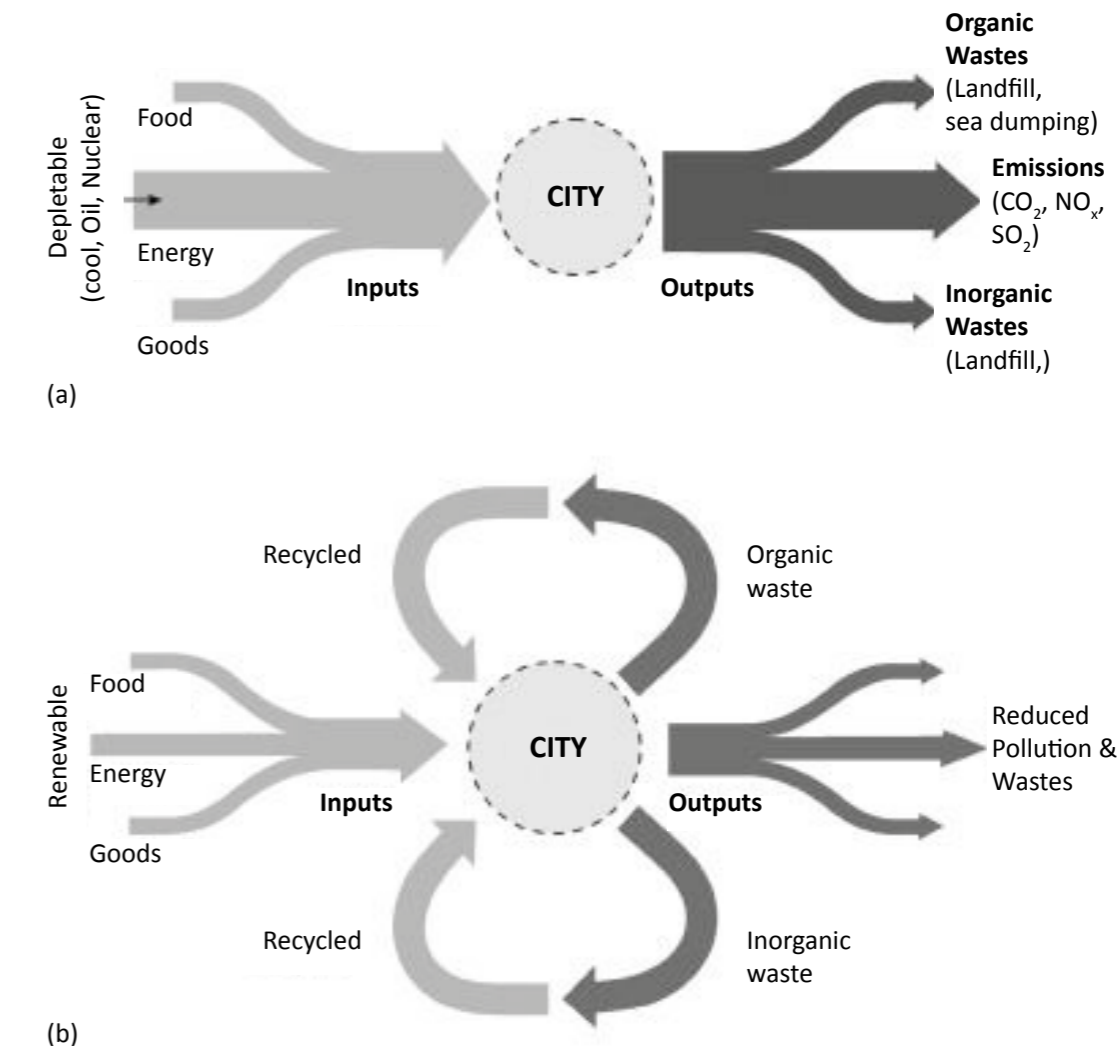 Depletable
(cool, Oil, Nuclear)
Food
Energy
Goods
Inputs
CITY
Outputs
Organic
Wastes
(Landfill,
sea dumping)
Emissions
(CO₂, NOₓ,
SO₂)
Inorganic
Wastes
(Landfill,)
(a)
Recycled
Organic
waste
Renewable
Food
Energy
Goods
Inputs
CITY
Outputs
Reduced
Pollution &
Wastes
Recycled
Inorganic
waste
(b)